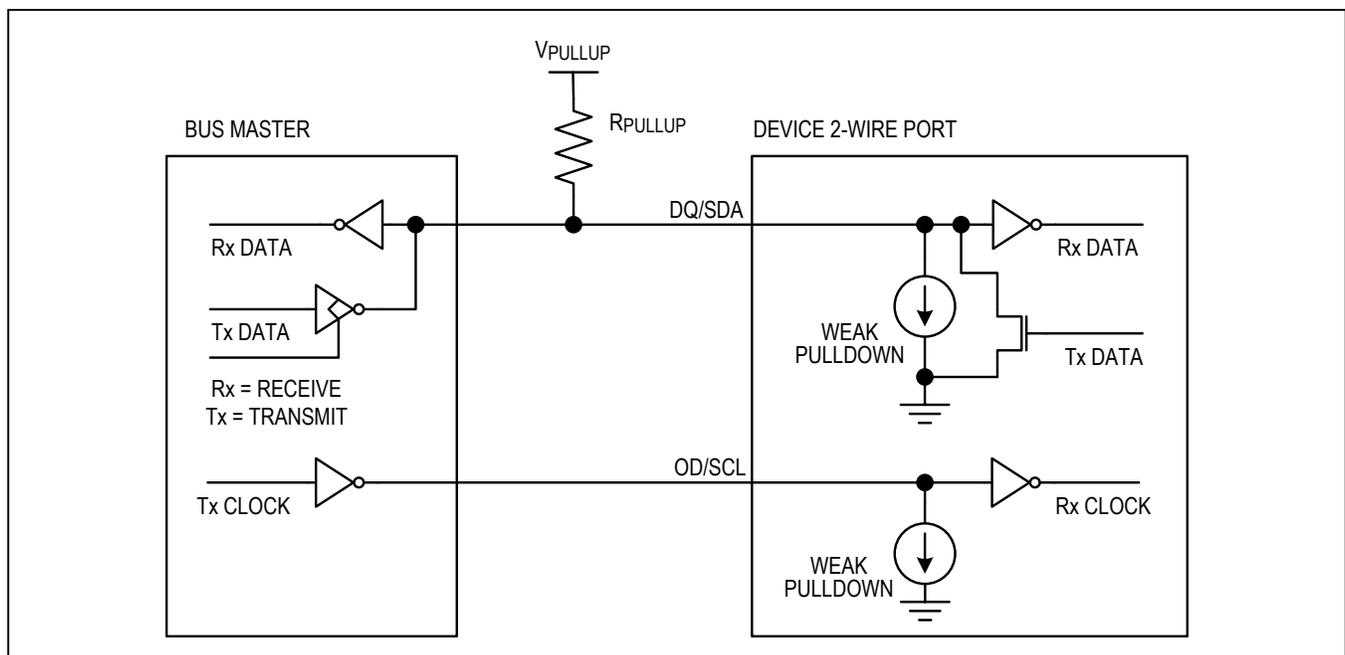 VPULLUP
RPULLUP
BUS MASTER
DEVICE 2-WIRE PORT
DQ/SDA
Rx DATA
Rx DATA
Tx DATA
WEAK
PULLDOWN
Tx DATA
Rx = RECEIVE
Tx = TRANSMIT
OD/SCL
Tx CLOCK
Rx CLOCK
WEAK
PULLDOWN